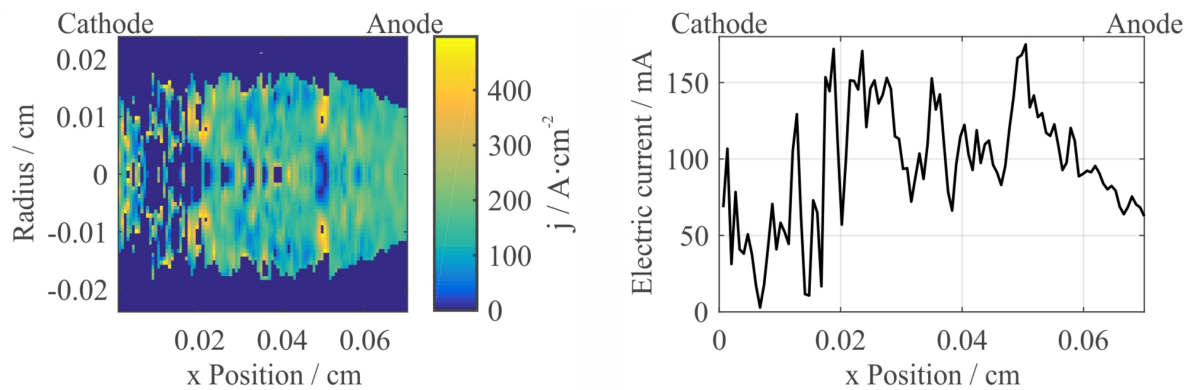 Cathode Anode
0.02
0.01
0
-0.01
-0.02
Radius / cm
0.02 0.04 0.06
x Position / cm
400
300
200
100
0
j / A·cm-2
Cathode Anode
150
100
50
0
Electric current / mA
0 0.02 0.04 0.06
x Position / cm